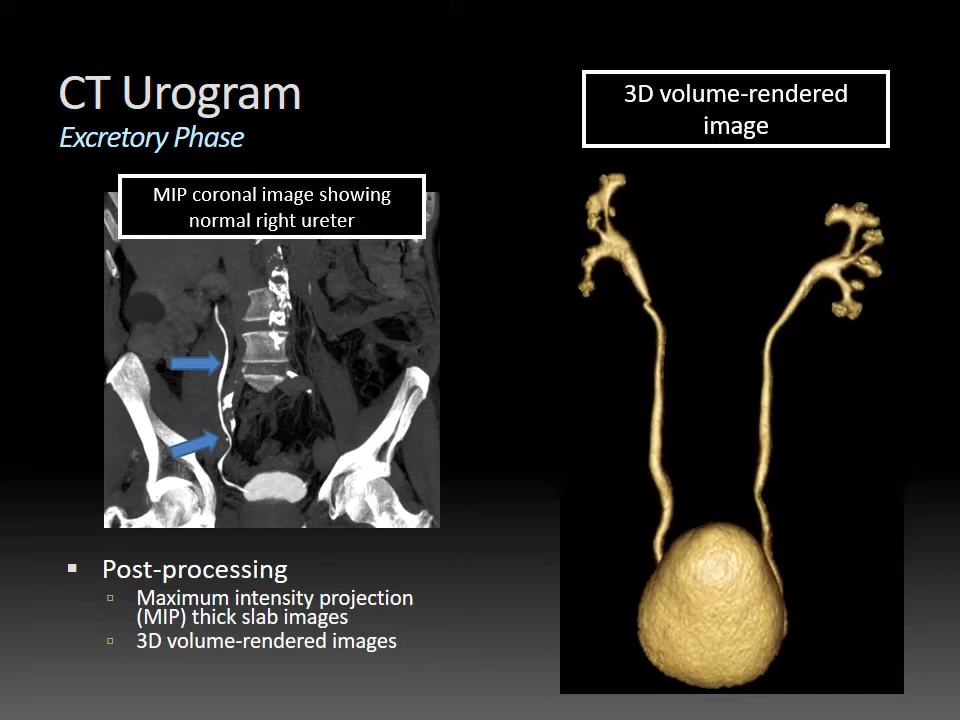 CT Urogram
Excretory Phase
3D volume-rendered
image
MIP coronal image showing
normal right ureter
▪ Post-processing
▫ Maximum intensity projection
(MIP) thick slab images
▫ 3D volume-rendered images